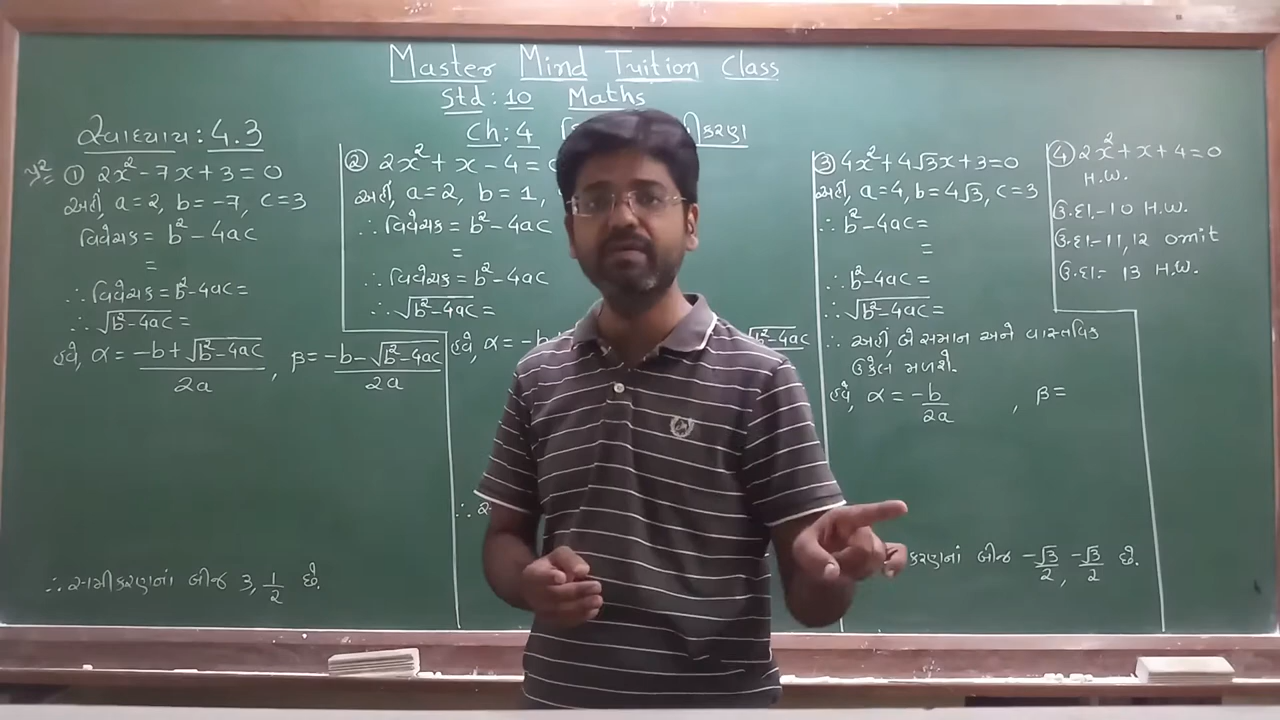 Master Mind Tuition Class
Std: 10 Maths
Ch: 4 કરણ
સ્વાધ્યાય: 4.3
① 2x² - 7x + 3 = 0
અહીં, a = 2, b = -7, c = 3
વિવેચક = b² - 4ac
=
∴ વિવેચક = b² - 4ac =
∴ √(b² - 4ac) =
હવે, α = (-b + √(b² - 4ac))/2a , β = (-b - √(b² - 4ac))/2a
∴ સમીકરણનાં બીજ 3, 1/2 છે.
② 2x² + x - 4 = 0
અહીં, a = 2, b = 1,
∴ વિવેચક = b² - 4ac
=
∴ વિવેચક = b² - 4ac
∴ √(b² - 4ac) =
હવે, α = -b √(b² - 4ac)
∴
③ 4x² + 4√3x + 3 = 0
અહીં, a = 4, b = 4√3, c = 3
∴ b² - 4ac =
=
∴ b² - 4ac =
∴ √(b² - 4ac) =
∴ અહીં, બે સમાન અને વાસ્તવિક
ઉકેલ મળશે.
હવે, α = -b/2a , β =
કરણનાં બીજ -√3/2, -√3/2 છે.
④ 2x² + x + 4 = 0
H.W.
ઉ.દા.-10 H.W.
ઉ.દા-11, 12 omit
ઉ.દા- 13 H.W.